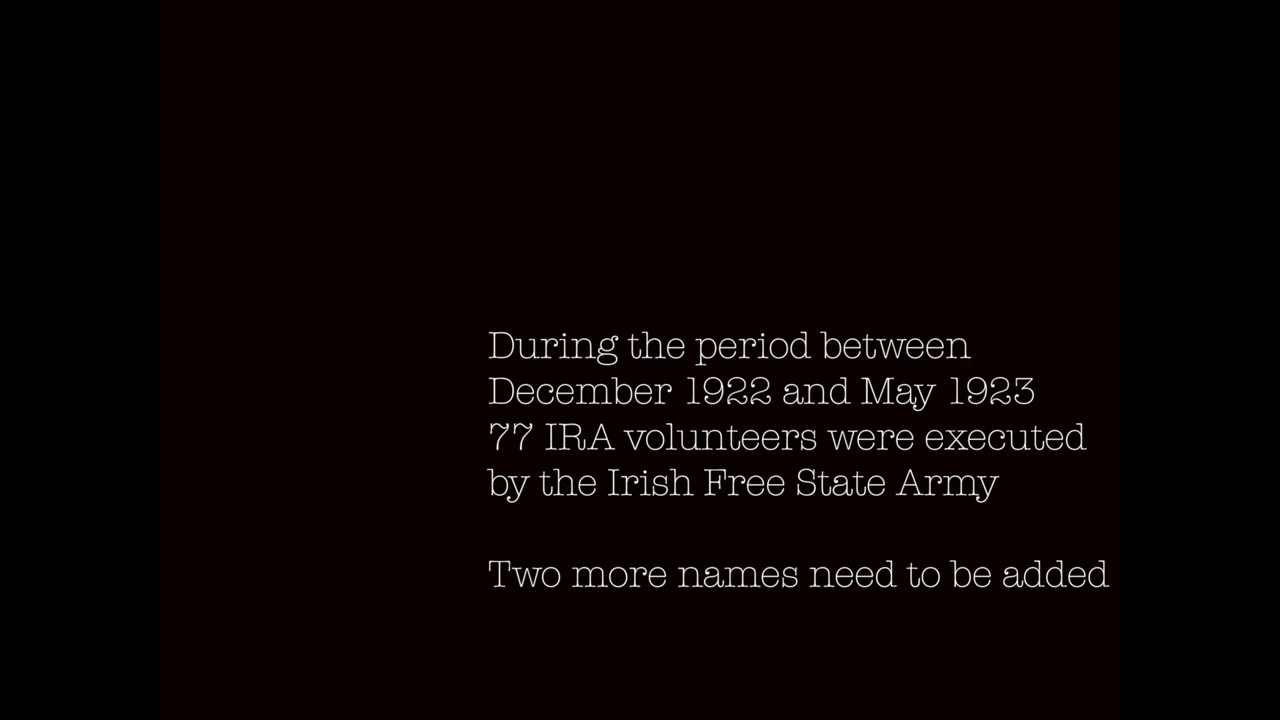 During the period between
December 1922 and May 1923
77 IRA volunteers were executed
by the Irish Free State Army
Two more names need to be added